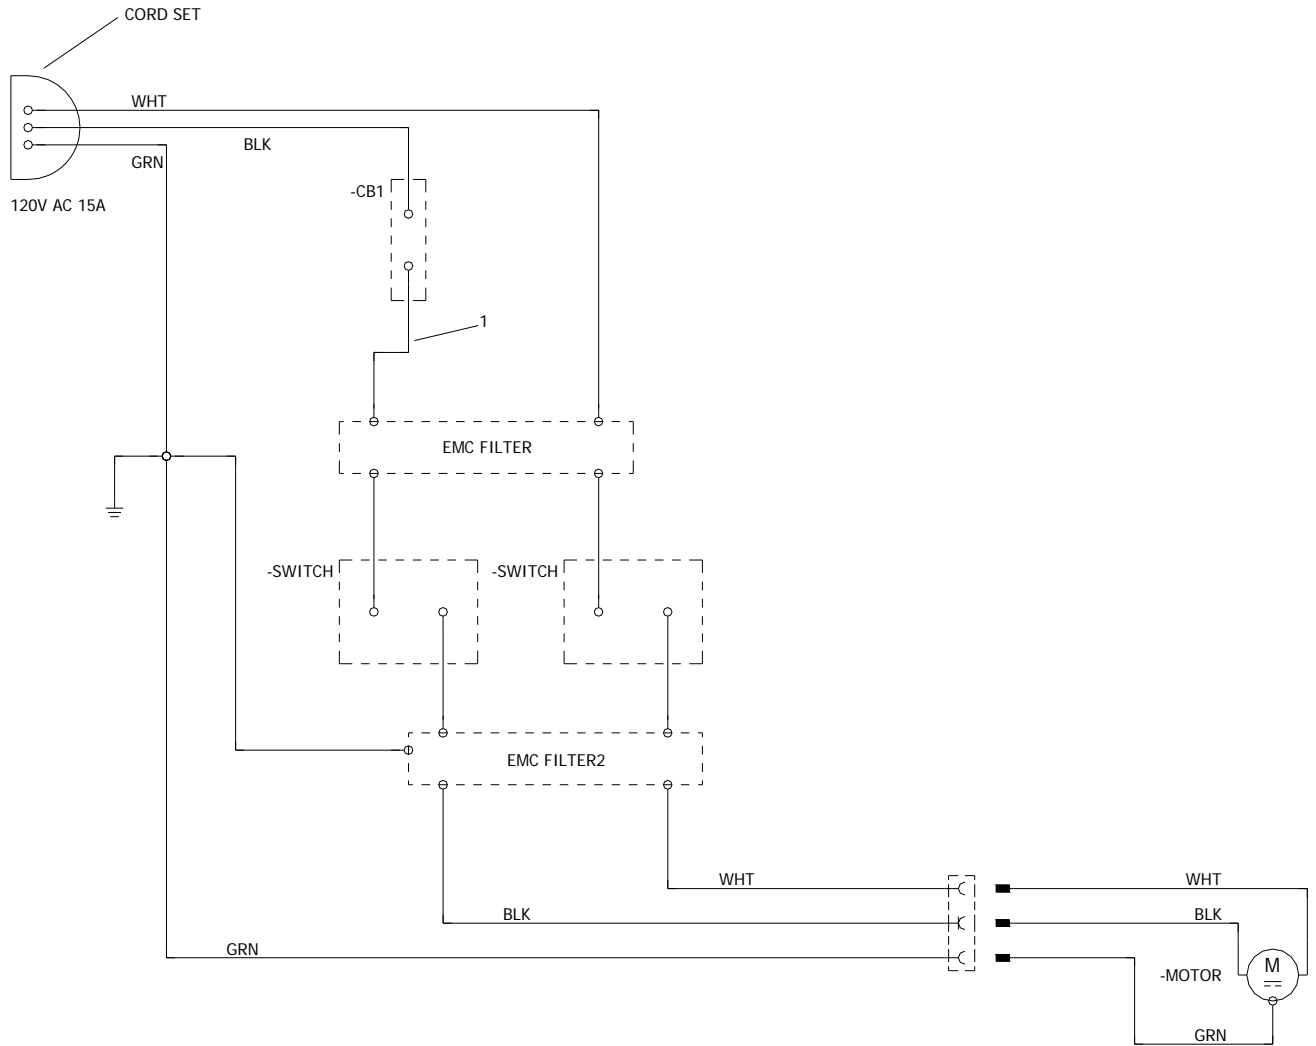 CORD SET
WHT
BLK
GRN
-CB1
120V AC 15A
1
EMC FILTER
-SWITCH
-SWITCH
EMC FILTER2
WHT
WHT
BLK
BLK
GRN
M
-MOTOR
GRN